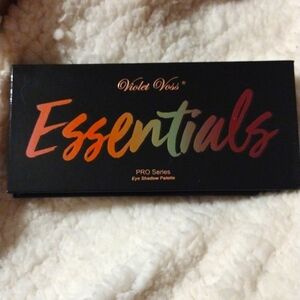 Violet Voss®
Essentials
PRO Series
Eye Shadow Palette